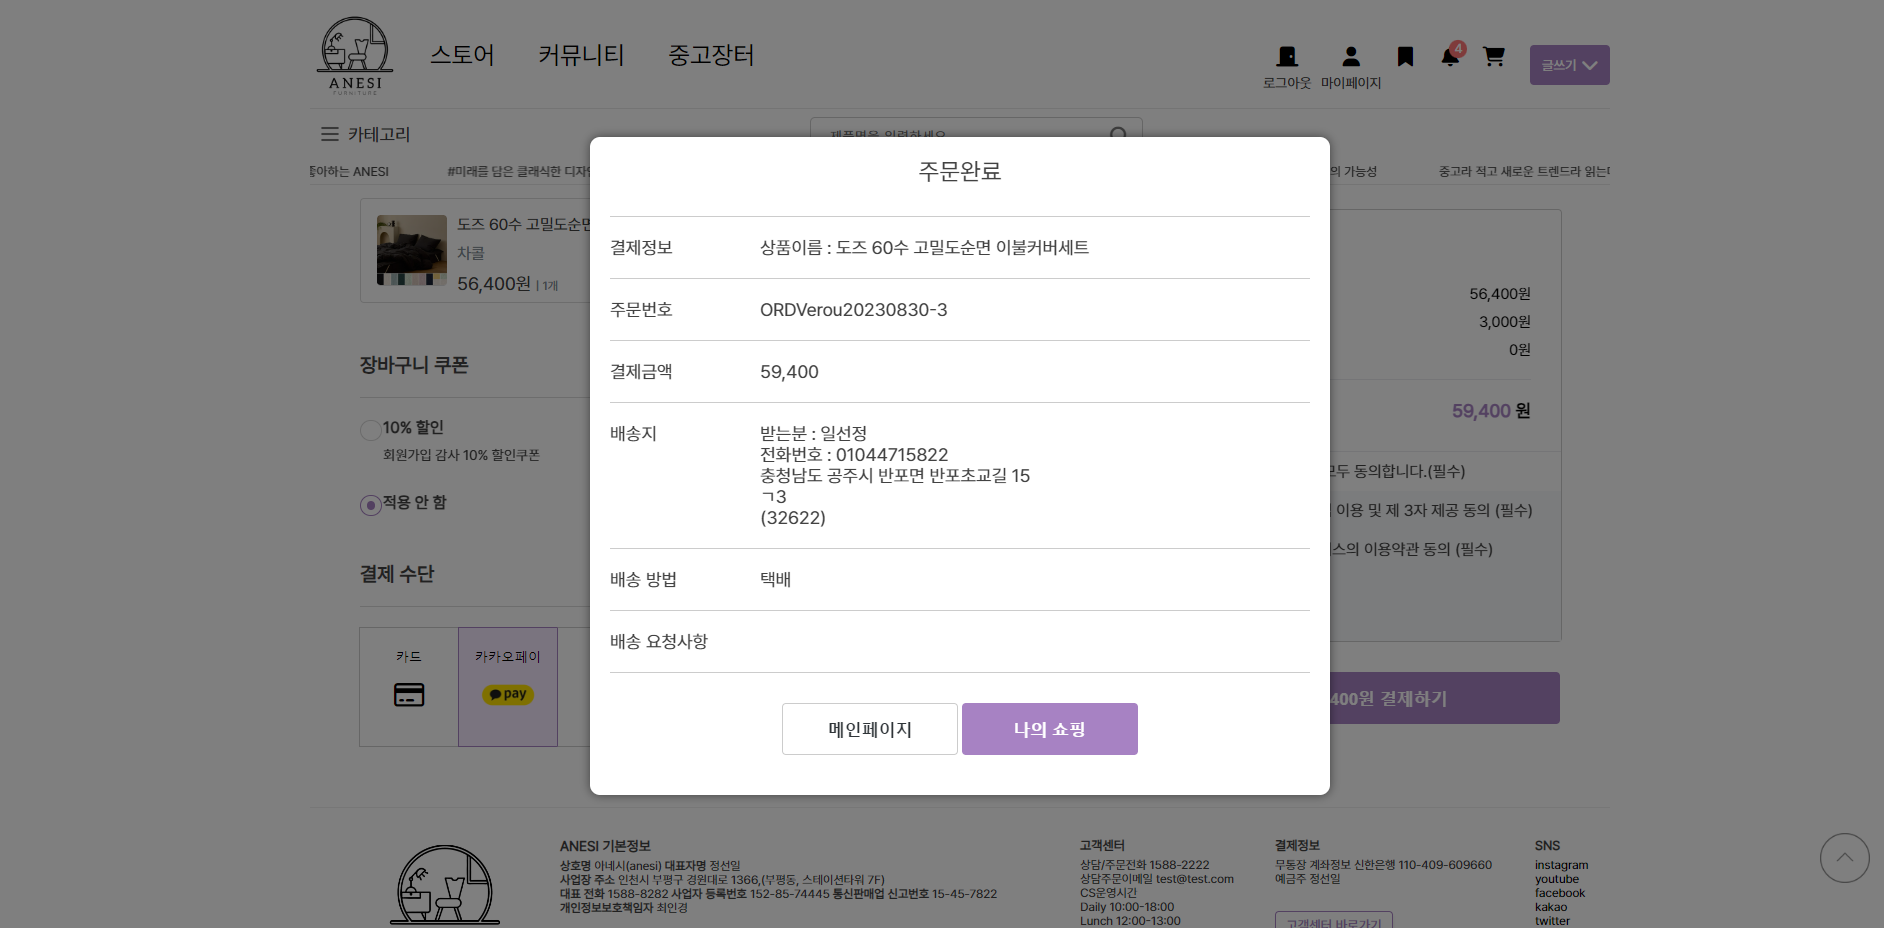 스토어 커뮤니티 중고장터
4
로그아웃 마이페이지
글쓰기
ANESI
FURNITURE
카테고리
제품명을 입력하세요
좋아하는 ANESI #미래를 담은 클래식한 디자인
의 가능성 중고라 적고 새로운 트렌드라 읽는다
도즈 60수 고밀도순면
차콜
56,400원 | 1개
장바구니 쿠폰
10% 할인
회원가입 감사 10% 할인쿠폰
적용 안 함
결제 수단
카드
카카오페이
pay
주문완료
결제정보 상품이름 : 도즈 60수 고밀도순면 이불커버세트
주문번호 ORDVerou20230830-3
결제금액 59,400
배송지 받는분 : 일선정
전화번호 : 01044715822
충청남도 공주시 반포면 반포초교길 15
ㄱ3
(32622)
배송 방법 택배
배송 요청사항
메인페이지 나의 쇼핑
56,400원
3,000원
0원
59,400 원
모두 동의합니다.(필수)
이용 및 제 3자 제공 동의 (필수)
스의 이용약관 동의 (필수)
400원 결제하기
ANESI 기본정보
상호명 아네시(anesi) 대표자명 정선일
사업장 주소 인천시 부평구 경원대로 1366,(부평동, 스테이션타워 7F)
대표 전화 1588-8282 사업자 등록번호 152-85-74445 통신판매업 신고번호 15-45-7822
개인정보보호책임자 최인경
고객센터
상담/주문전화 1588-2222
상담주문이메일 test@test.com
CS운영시간
Daily 10:00-18:00
Lunch 12:00-13:00
결제정보
무통장 계좌정보 신한은행 110-409-609660
예금주 정선일
고객센터 바로가기
SNS
instagram
youtube
facebook
kakao
twitter